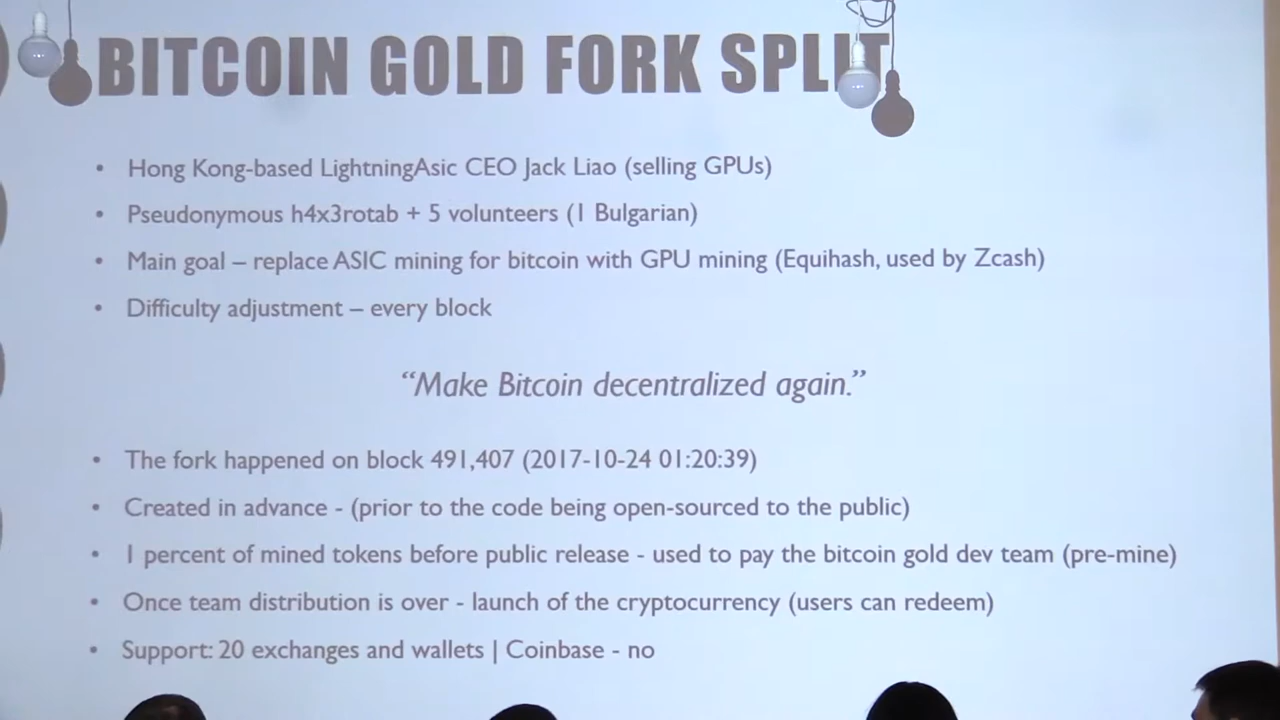 BITCOIN GOLD FORK SPLIT
• Hong Kong-based LightningAsic CEO Jack Liao (selling GPUs)
• Pseudonymous h4x3rotab + 5 volunteers (1 Bulgarian)
• Main goal – replace ASIC mining for bitcoin with GPU mining (Equihash, used by Zcash)
• Difficulty adjustment – every block
“Make Bitcoin decentralized again.”
• The fork happened on block 491,407 (2017-10-24 01:20:39)
• Created in advance - (prior to the code being open-sourced to the public)
• 1 percent of mined tokens before public release - used to pay the bitcoin gold dev team (pre-mine)
• Once team distribution is over - launch of the cryptocurrency (users can redeem)
• Support: 20 exchanges and wallets | Coinbase - no